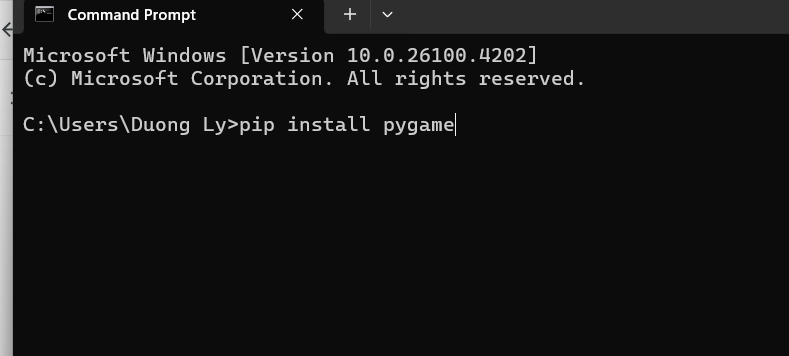 Command Prompt
Microsoft Windows [Version 10.0.26100.4202]
(c) Microsoft Corporation. All rights reserved.
C:\Users\Duong Ly>pip install pygame